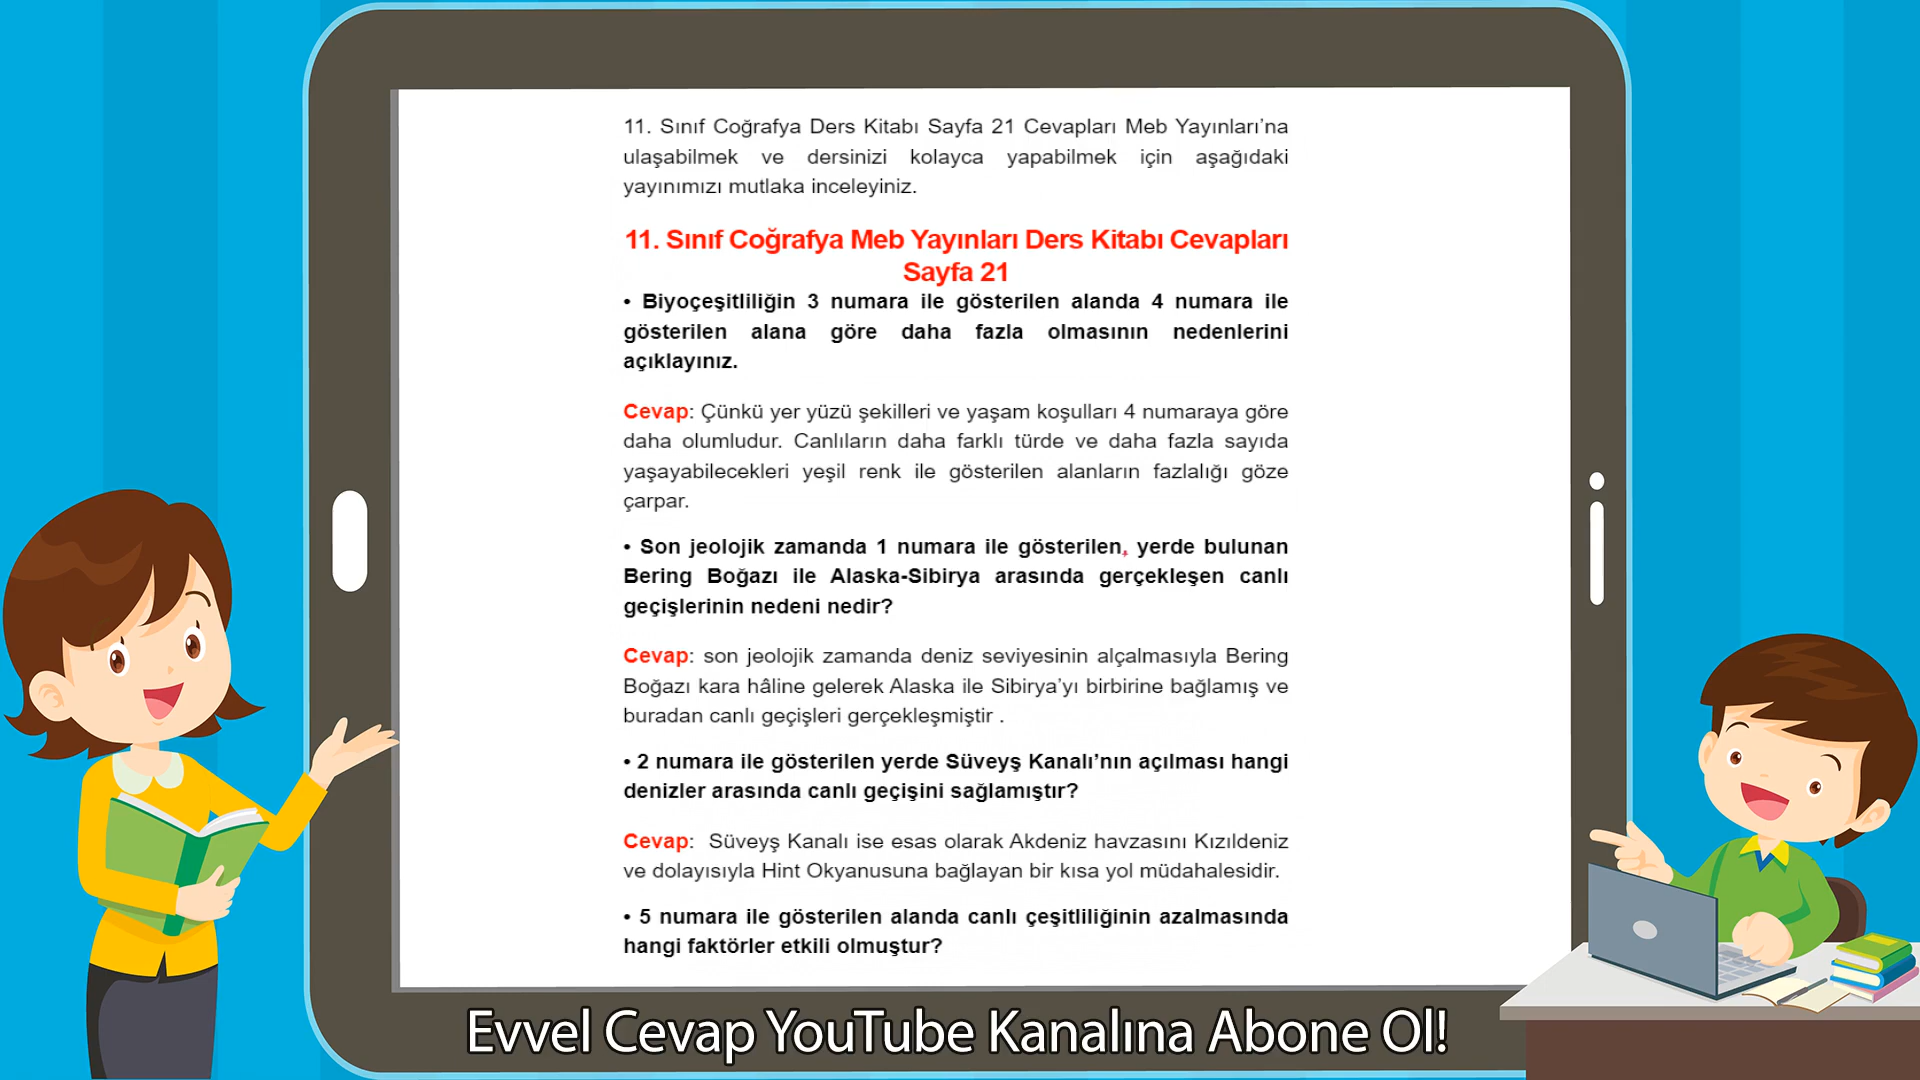 11. Sınıf Coğrafya Ders Kitabı Sayfa 21 Cevapları Meb Yayınları’na
ulaşabilmek ve dersinizi kolayca yapabilmek için aşağıdaki
yayınımızı mutlaka inceleyiniz.
11. Sınıf Coğrafya Meb Yayınları Ders Kitabı Cevapları
Sayfa 21
• Biyoçeşitliliğin 3 numara ile gösterilen alanda 4 numara ile
gösterilen alana göre daha fazla olmasının nedenlerini
açıklayınız.
Cevap: Çünkü yer yüzü şekilleri ve yaşam koşulları 4 numaraya göre
daha olumludur. Canlıların daha farklı türde ve daha fazla sayıda
yaşayabilecekleri yeşil renk ile gösterilen alanların fazlalığı göze
çarpar.
• Son jeolojik zamanda 1 numara ile gösterilen, yerde bulunan
Bering Boğazı ile Alaska-Sibirya arasında gerçekleşen canlı
geçişlerinin nedeni nedir?
Cevap: son jeolojik zamanda deniz seviyesinin alçalmasıyla Bering
Boğazı kara hâline gelerek Alaska ile Sibirya’yı birbirine bağlamış ve
buradan canlı geçişleri gerçekleşmiştir .
• 2 numara ile gösterilen yerde Süveyş Kanalı’nın açılması hangi
denizler arasında canlı geçişini sağlamıştır?
Cevap: Süveyş Kanalı ise esas olarak Akdeniz havzasını Kızıldeniz
ve dolayısıyla Hint Okyanusuna bağlayan bir kısa yol müdahalesidir.
• 5 numara ile gösterilen alanda canlı çeşitliliğinin azalmasında
hangi faktörler etkili olmuştur?
Evvel Cevap YouTube Kanalına Abone Ol!